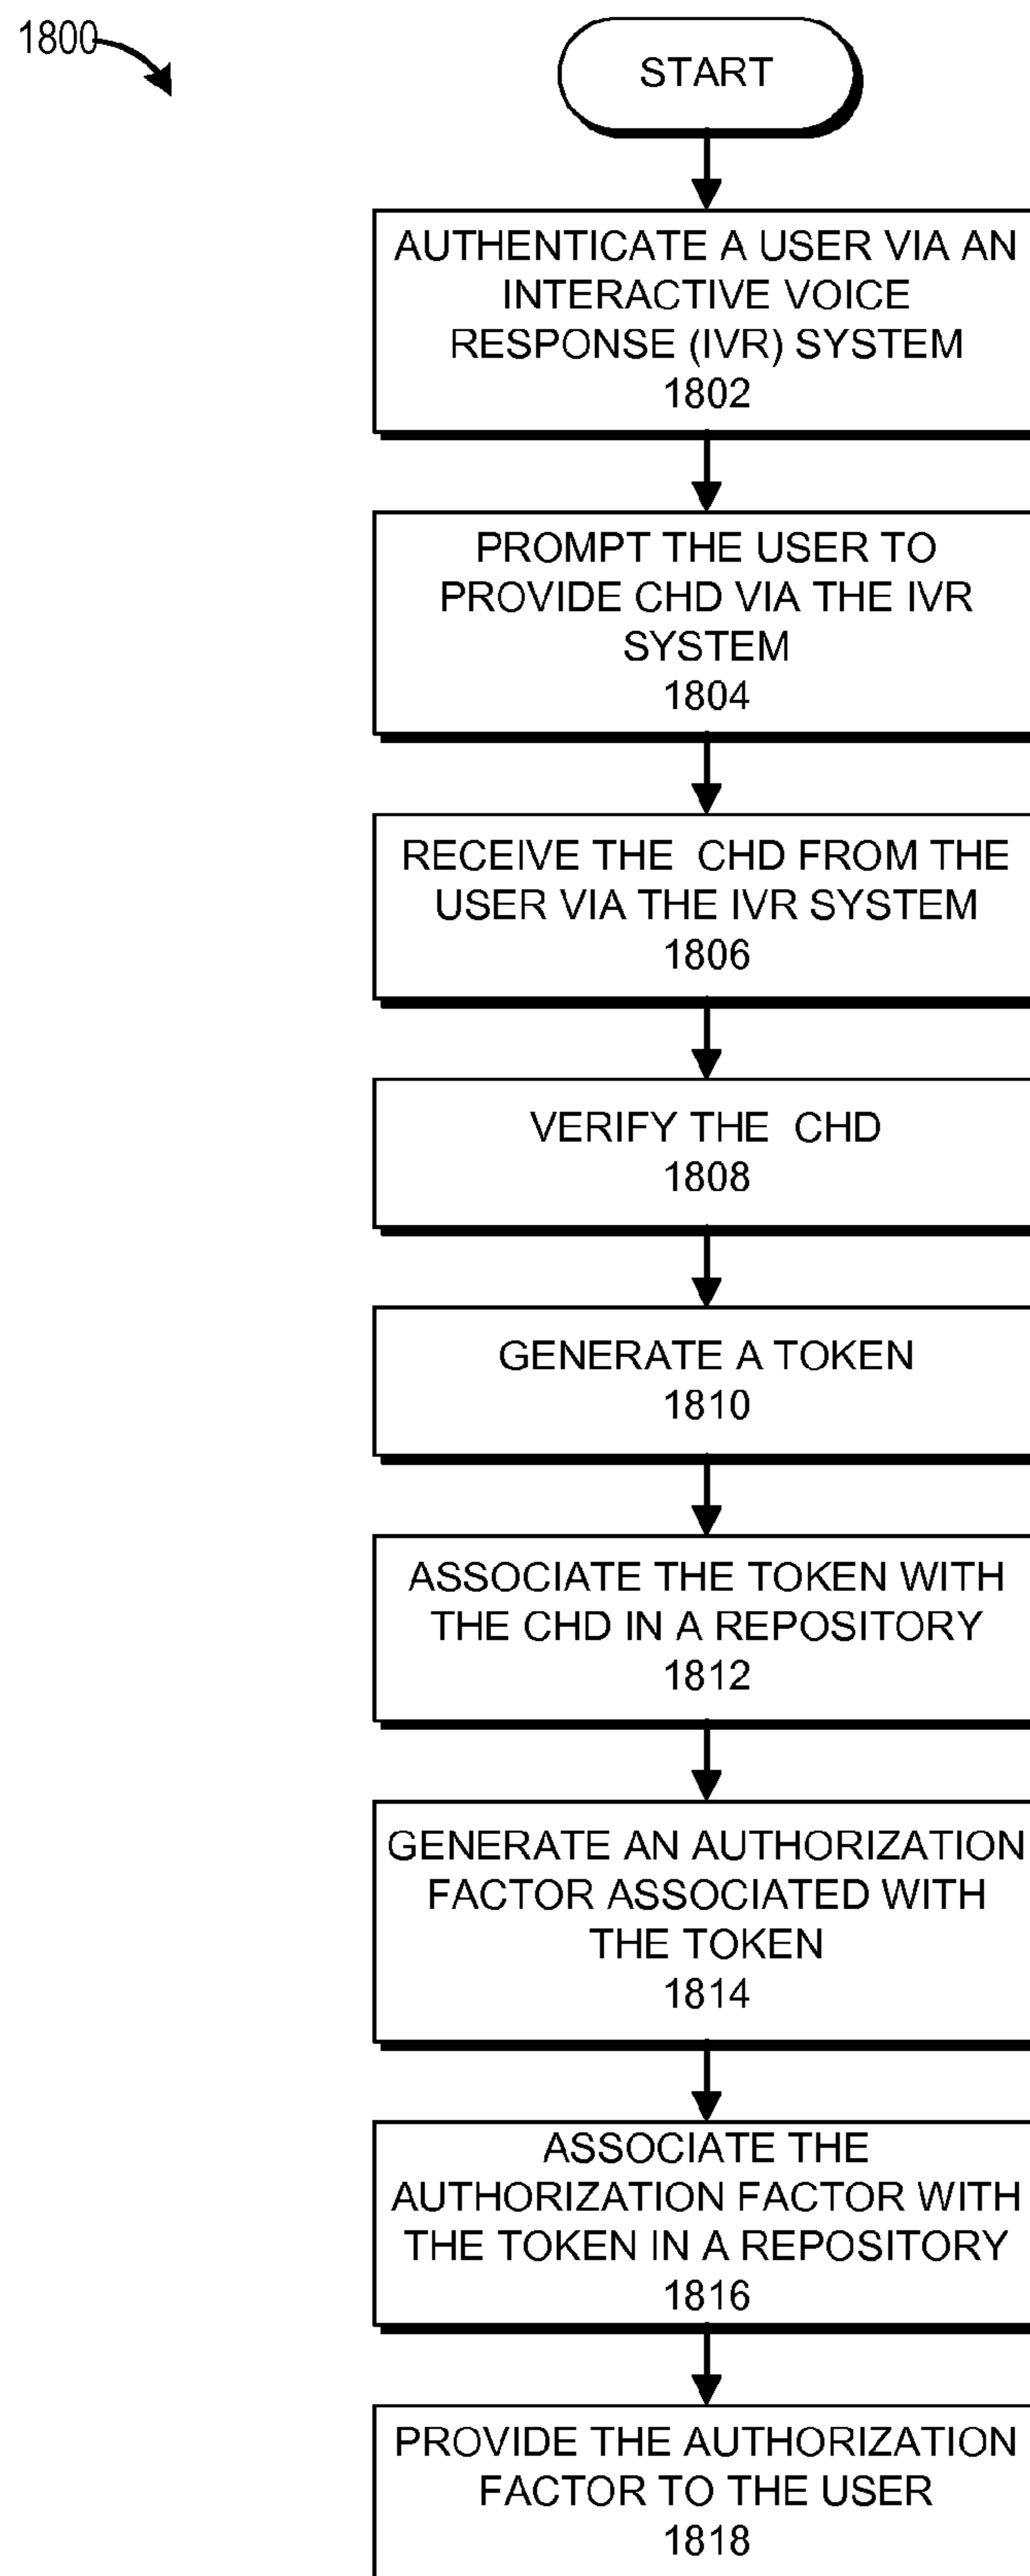 1800
START
AUTHENTICATE A USER VIA AN
INTERACTIVE VOICE
RESPONSE (IVR) SYSTEM
1802
PROMPT THE USER TO
PROVIDE CHD VIA THE IVR
SYSTEM
1804
RECEIVE THE CHD FROM THE
USER VIA THE IVR SYSTEM
1806
VERIFY THE CHD
1808
GENERATE A TOKEN
1810
ASSOCIATE THE TOKEN WITH
THE CHD IN A REPOSITORY
1812
GENERATE AN AUTHORIZATION
FACTOR ASSOCIATED WITH
THE TOKEN
1814
ASSOCIATE THE
AUTHORIZATION FACTOR WITH
THE TOKEN IN A REPOSITORY
1816
PROVIDE THE AUTHORIZATION
FACTOR TO THE USER
1818